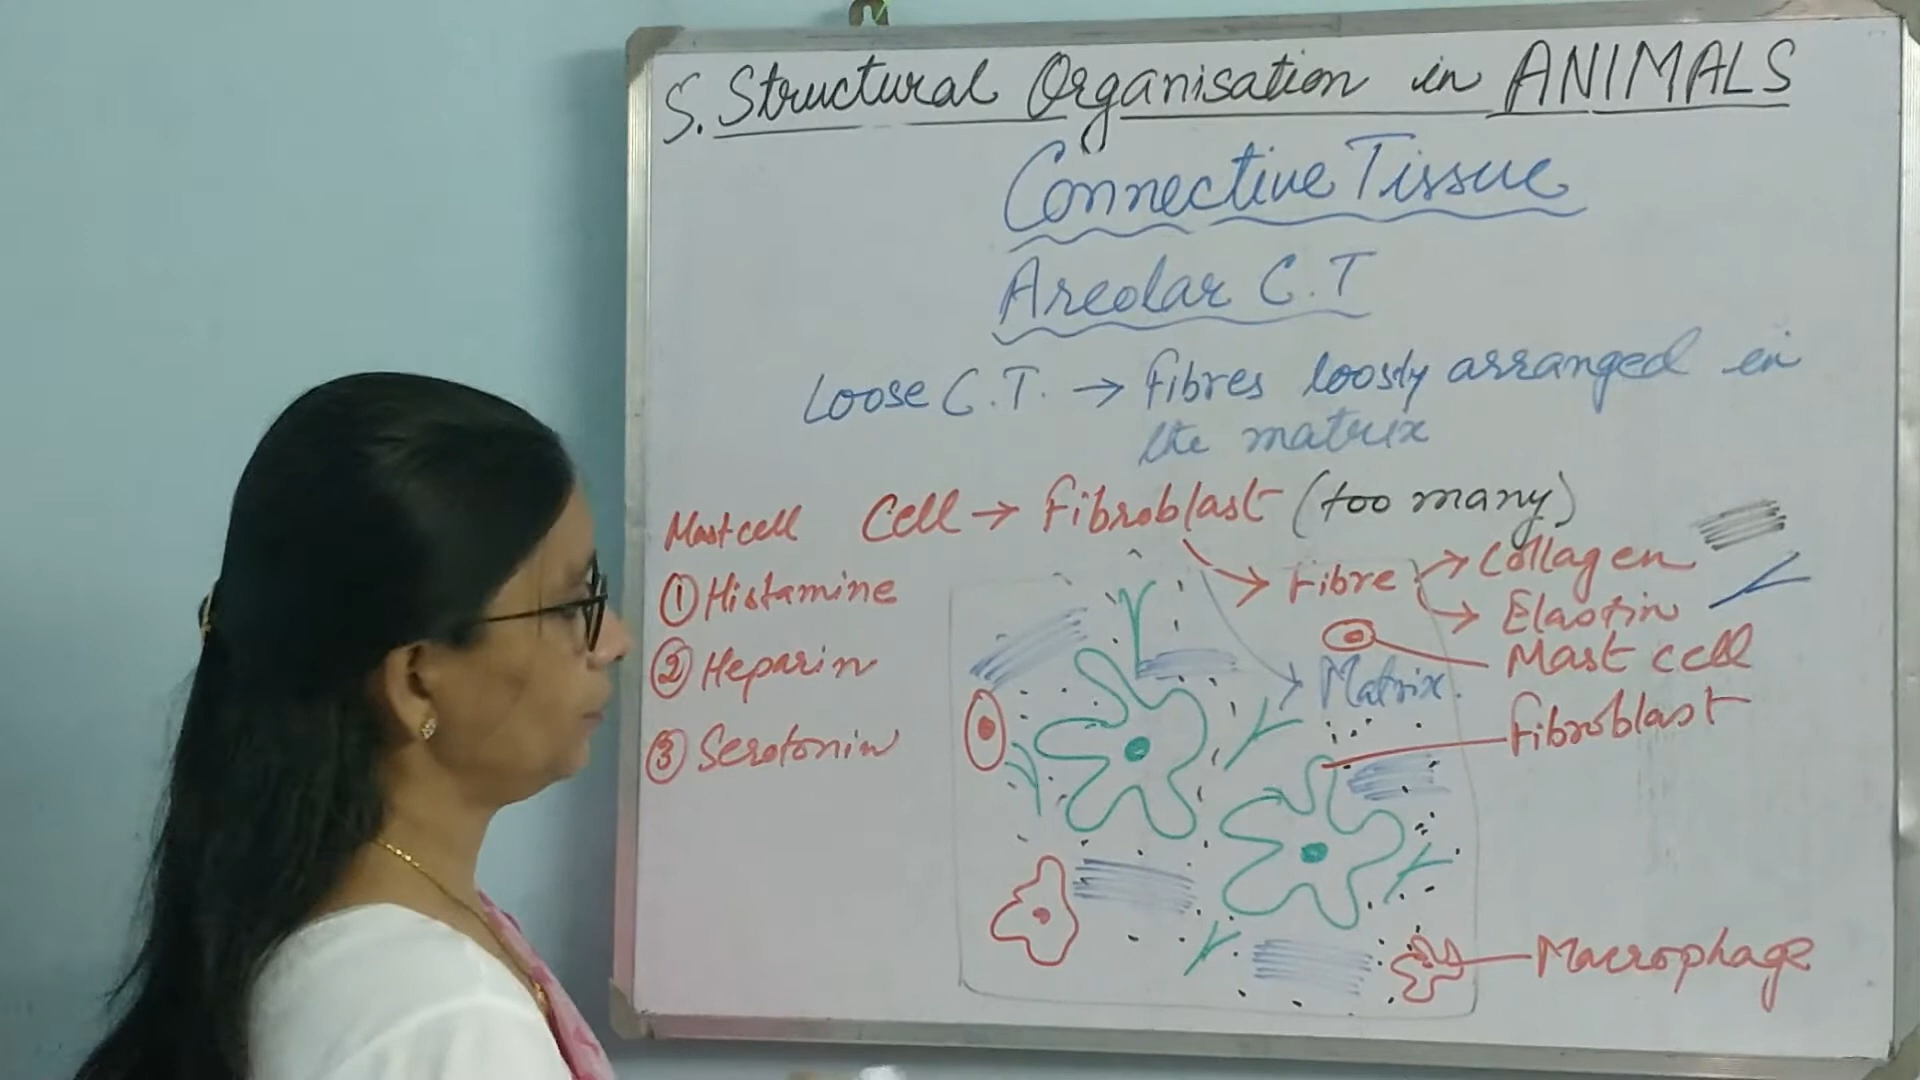 5. Structural Organisation in ANIMALS
Connective Tissue
Areolar C.T
Loose C.T. → Fibres loosly arranged in
the matrix
Cell → Fibroblast (too many)
Mast cell
① Histamine
② Heparin
③ Serotonin
→ Fibre → Collagen
→ Elastin
Mast cell
→ Matrix.
Fibroblast
Macrophage